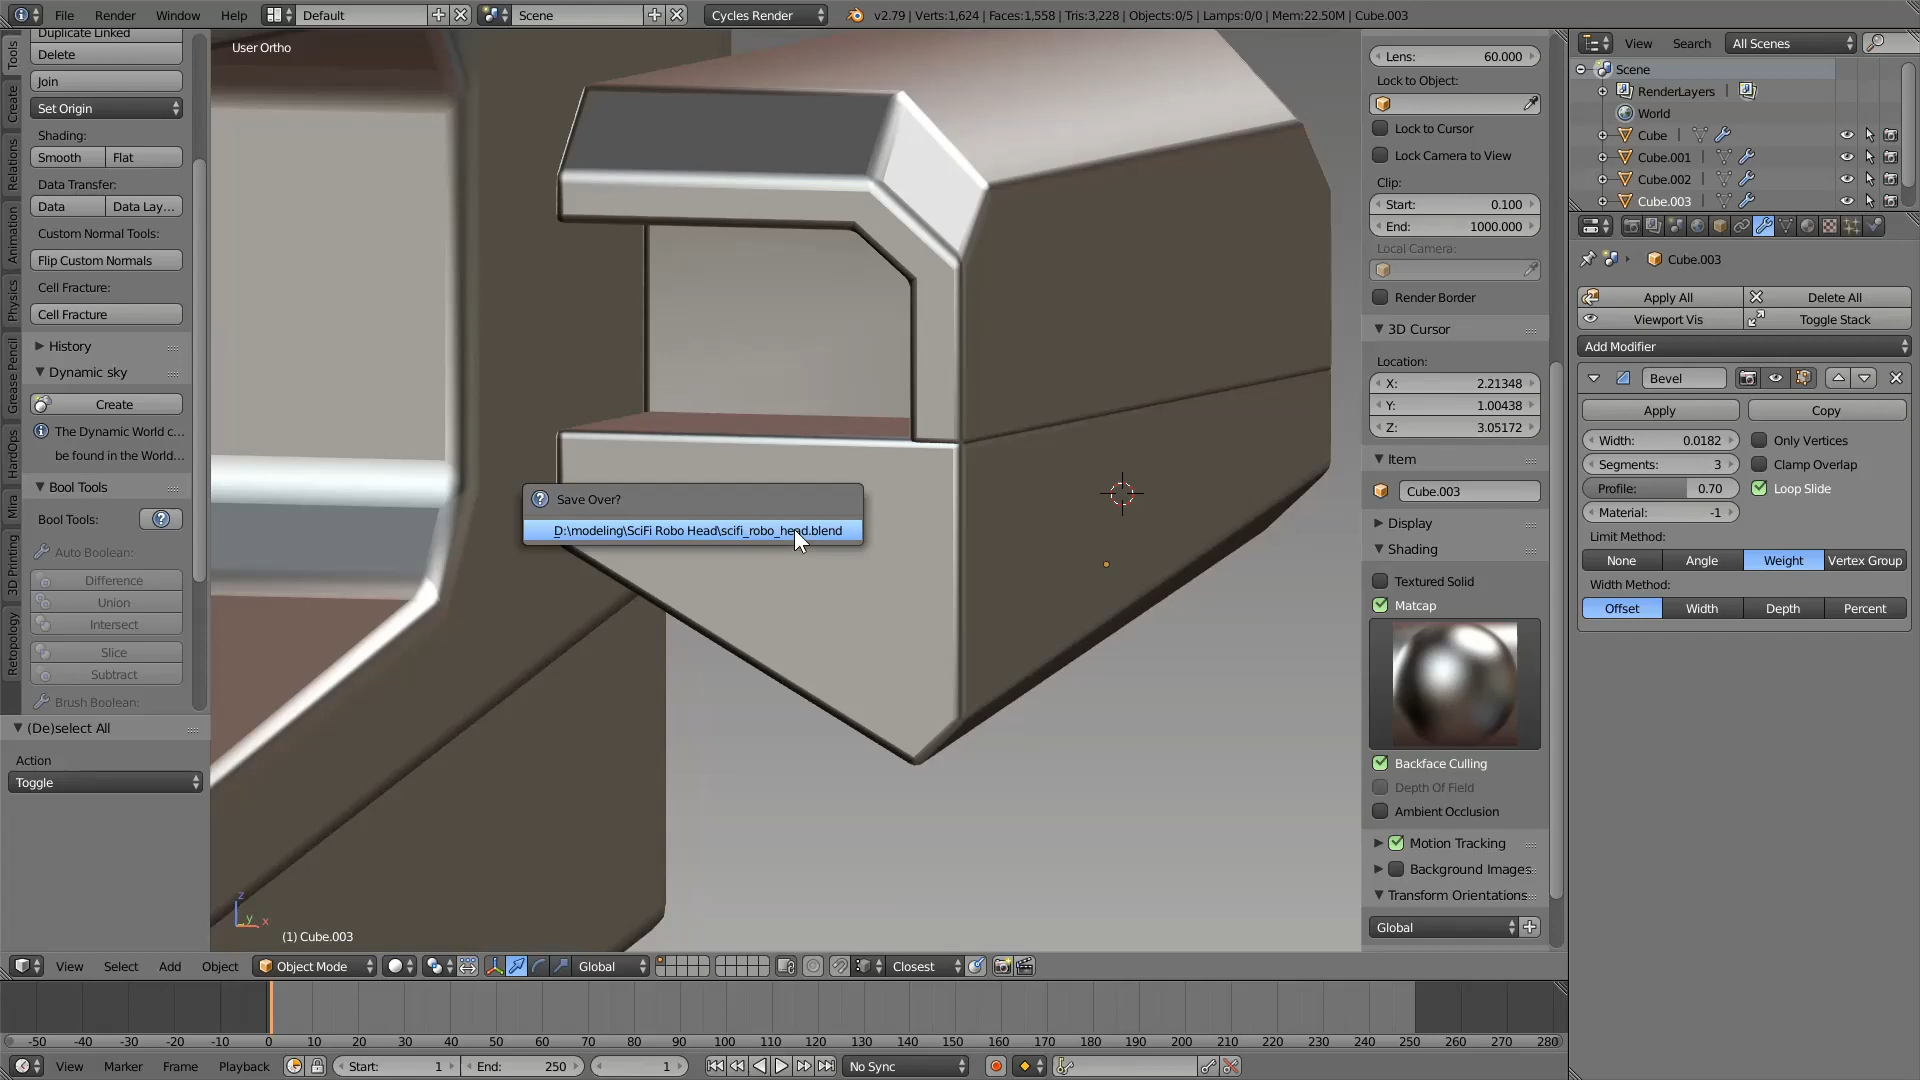 File Render Window Help Default Scene Cycles Render v2.79 | Verts:1,624 | Faces:1,558 | Tris:3,228 | Objects:0/5 | Lamps:0/0 | Mem:22.50M | Cube.003
View Search All Scenes
Tools
Create
Relations
Animation
Physics
Grease Pencil
HardOps
Mira
3D Printing
Retopology
Duplicate Linked
Delete
Join
Set Origin
Shading:
Smooth Flat
Data Transfer:
Data Data Lay...
Custom Normal Tools:
Flip Custom Normals
Cell Fracture:
Cell Fracture
History
Dynamic sky
Create
The Dynamic World c...
be found in the World...
Bool Tools
Bool Tools:
Auto Boolean:
Difference
Union
Intersect
Slice
Subtract
Brush Boolean:
(De)select All
Action
Toggle
User Ortho
Save Over?
D:\modeling\SciFi Robo Head\scifi_robo_head.blend
z
y x
(1) Cube.003
Lens: 60.000
Lock to Object:
Lock to Cursor
Lock Camera to View
Clip:
Start: 0.100
End: 1000.000
Local Camera:
Render Border
3D Cursor
Location:
X: 2.21348
Y: 1.00438
Z: 3.05172
Item
Cube.003
Display
Shading
Textured Solid
Matcap
Backface Culling
Depth Of Field
Ambient Occlusion
Motion Tracking
Background Images
Transform Orientations
Global
Scene
RenderLayers
World
Cube
Cube.001
Cube.002
Cube.003
Cube.003
Apply All Delete All
Viewport Vis Toggle Stack
Add Modifier
Bevel
Apply Copy
Width: 0.0182 Only Vertices
Segments: 3 Clamp Overlap
Profile: 0.70 Loop Slide
Material: -1
Limit Method:
None Angle Weight Vertex Group
Width Method:
Offset Width Depth Percent
View Select Add Object Object Mode Global Closest
-50 -40 -30 -20 -10 0 10 20 30 40 50 60 70 80 90 100 110 120 130 140 150 160 170 180 190 200 210 220 230 240 250 260 270 280
View Marker Frame Playback Start: 1 End: 250 1 No Sync